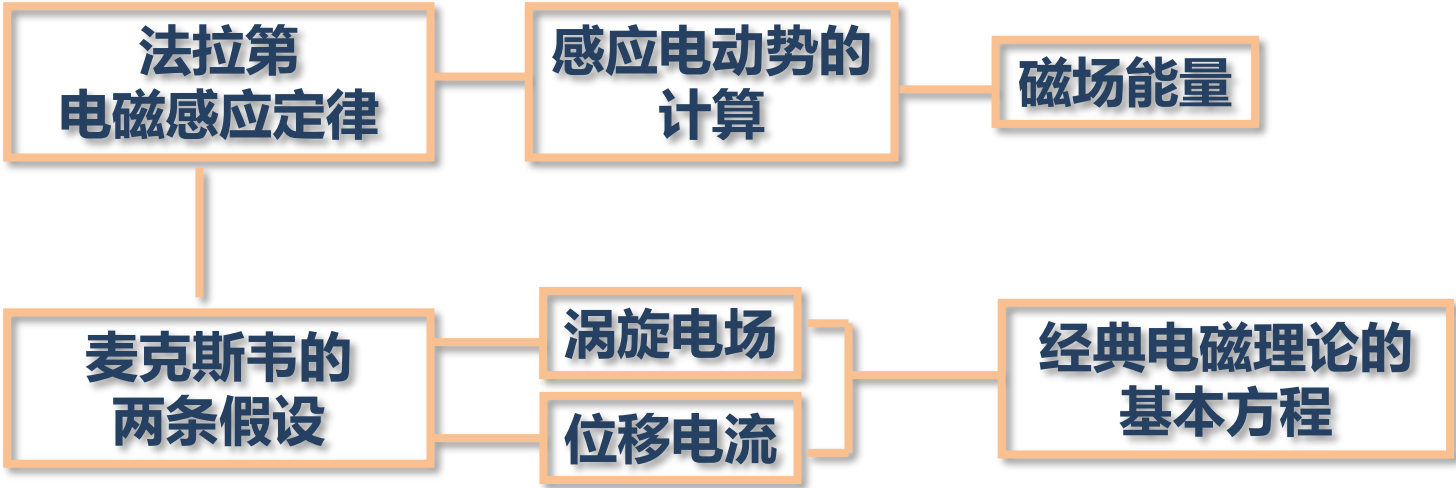 法拉第
电磁感应定律
感应电动势的
计算
磁场能量
麦克斯韦的
两条假设
涡旋电场
位移电流
经典电磁理论的
基本方程